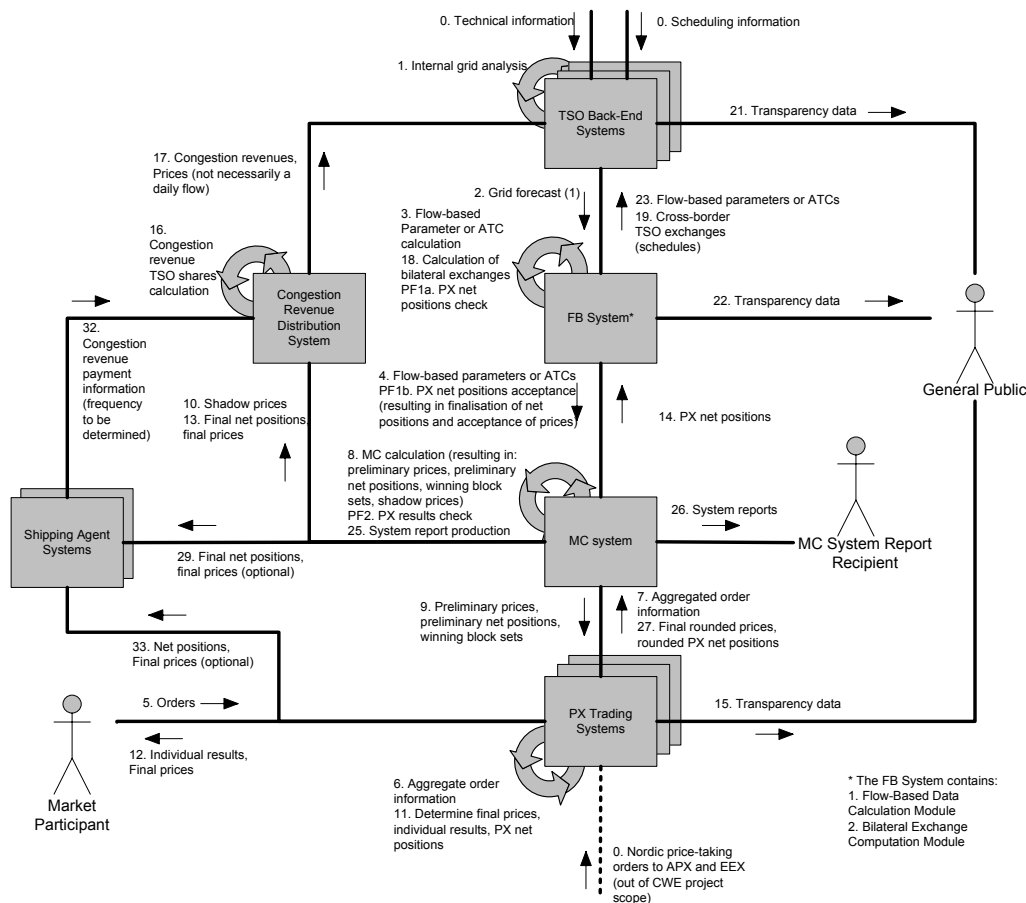 0. Technical information
0. Scheduling information
1. Internal grid analysis
TSO Back-End
Systems
21. Transparency data
17. Congestion revenues,
Prices (not necessarily a
daily flow)
2. Grid forecast (1)
23. Flow-based parameters or ATCs
19. Cross-border
TSO exchanges
(schedules)
3. Flow-based
Parameter or ATC
calculation
18. Calculation of
bilateral exchanges
PF1a. PX net
positions check
16.
Congestion
revenue
TSO shares
calculation
Congestion
Revenue
Distribution
System
FB System*
22. Transparency data
General Public
32.
Congestion
revenue
payment
information
(frequency
to be
determined)
10. Shadow prices
13. Final net positions,
final prices
4. Flow-based parameters or ATCs
PF1b. PX net positions acceptance
(resulting in finalisation of net
positions and acceptance of prices)
14. PX net positions
8. MC calculation (resulting in:
preliminary prices, preliminary
net positions, winning block
sets, shadow prices)
PF2. PX results check
25. System report production
MC system
26. System reports
MC System Report
Recipient
Shipping Agent
Systems
29. Final net positions,
final prices (optional)
9. Preliminary prices,
preliminary net positions,
winning block sets
7. Aggregated order
information
27. Final rounded prices,
rounded PX net positions
33. Net positions,
Final prices (optional)
5. Orders
12. Individual results,
Final prices
Market
Participant
PX Trading
Systems
15. Transparency data
6. Aggregate order
information
11. Determine final prices,
individual results, PX net
positions
0. Nordic price-taking
orders to APX and EEX
(out of CWE project
scope)
* The FB System contains:
1. Flow-Based Data
Calculation Module
2. Bilateral Exchange
Computation Module